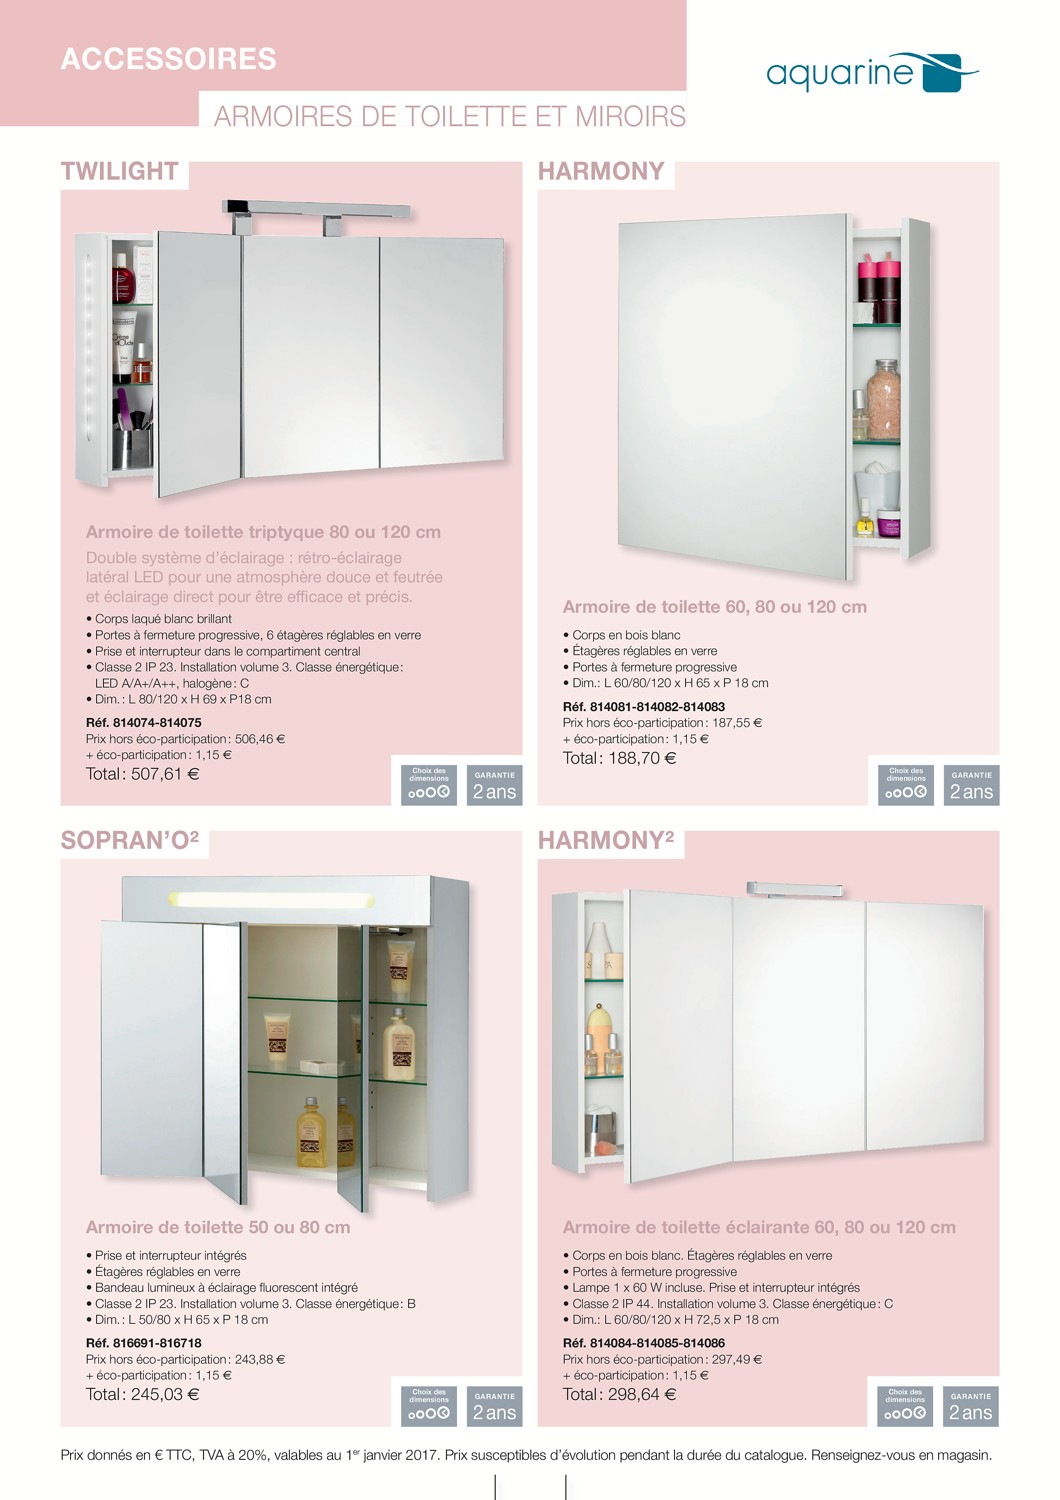 ACCESSOIRES
aquarine
ARMOIRES DE TOILETTE ET MIROIRS
TWILIGHT
Armoire de toilette triptyque 80 ou 120 cm
Double système d'éclairage : rétro-éclairage
latéral LED pour une atmosphère douce et feutrée
et éclairage direct pour être efficace et précis.
• Corps laqué blanc brillant
• Portes à fermeture progressive, 6 étagères réglables en verre
• Prise et interrupteur dans le compartiment central
• Classe 2 IP 23. Installation volume 3. Classe énergétique :
LED A/A+/A++, halogène : C
• Dim. : L 80/120 x H 69 x P18 cm
Réf. 814074-814075
Prix hors éco-participation : 506,46 €
+ éco-participation : 1,15 €
Total : 507,61 €
Choix des
dimensions
GARANTIE
2 ans
HARMONY
Armoire de toilette 60, 80 ou 120 cm
• Corps en bois blanc
• Étagères réglables en verre
• Portes à fermeture progressive
• Dim.: L 60/80/120 x H 65 x P 18 cm
Réf. 814081-814082-814083
Prix hors éco-participation : 187,55 €
+ éco-participation : 1,15 €
Total : 188,70 €
Choix des
dimensions
GARANTIE
2 ans
SOPRAN'O²
Armoire de toilette 50 ou 80 cm
• Prise et interrupteur intégrés
• Étagères réglables en verre
• Bandeau lumineux à éclairage fluorescent intégré
• Classe 2 IP 23. Installation volume 3. Classe énergétique : B
• Dim. : L 50/80 x H 65 x P 18 cm
Réf. 816691-816718
Prix hors éco-participation : 243,88 €
+ éco-participation : 1,15 €
Total : 245,03 €
Choix des
dimensions
GARANTIE
2 ans
HARMONY²
Armoire de toilette éclairante 60, 80 ou 120 cm
• Corps en bois blanc. Étagères réglables en verre
• Portes à fermeture progressive
• Lampe 1 x 60 W incluse. Prise et interrupteur intégrés
• Classe 2 IP 44. Installation volume 3. Classe énergétique : C
• Dim.: L 60/80/120 x H 72,5 x P 18 cm
Réf. 814084-814085-814086
Prix hors éco-participation : 297,49 €
+ éco-participation : 1,15 €
Total : 298,64 €
Choix des
dimensions
GARANTIE
2 ans
Prix donnés en € TTC, TVA à 20%, valables au 1er janvier 2017. Prix susceptibles d'évolution pendant la durée du catalogue. Renseignez-vous en magasin.